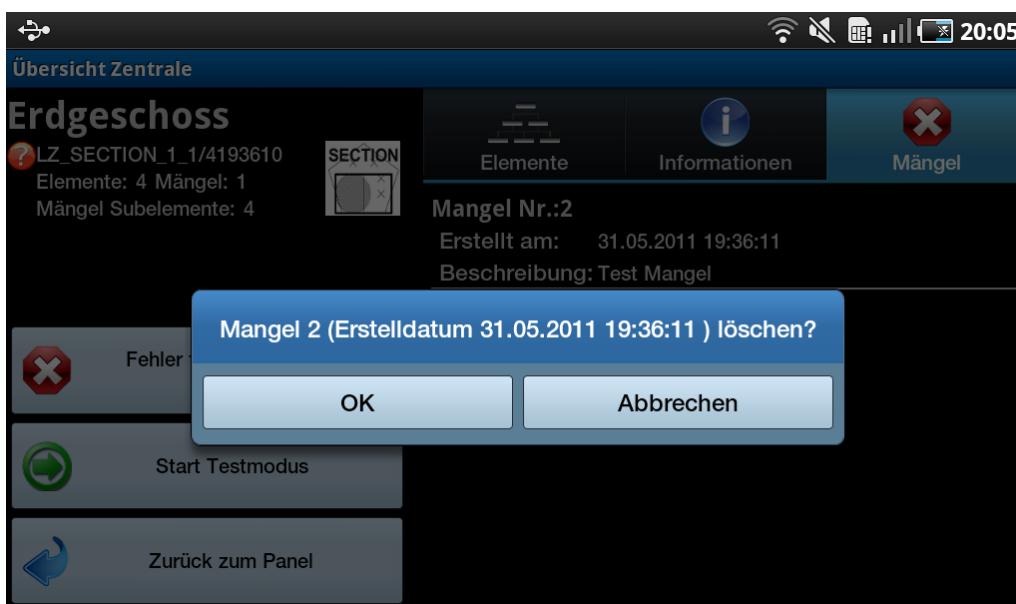 20:05
Übersicht Zentrale
Erdgeschoss
LZ_SECTION_1_1/4193610
Elemente: 4 Mängel: 1
Mängel Subelemente: 4
SECTION
Elemente
Informationen
Mängel
Mangel Nr.:2
Erstellt am: 31.05.2011 19:36:11
Beschreibung: Test Mangel
Mangel 2 (Erstelldatum 31.05.2011 19:36:11 ) löschen?
OK
Abbrechen
Fehler
Start Testmodus
Zurück zum Panel